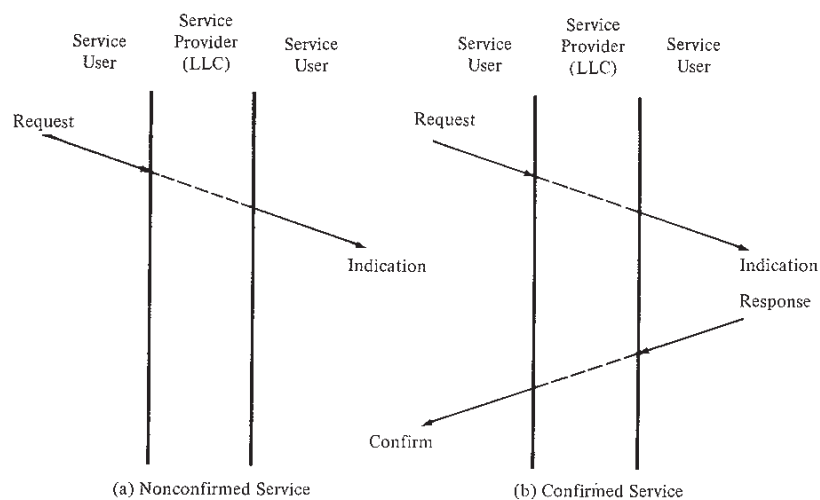 Service
User
Service
Provider
(LLC)
Service
User
Request
Indication
(a) Nonconfirmed Service
Service
User
Service
Provider
(LLC)
Service
User
Request
Indication
Response
Confirm
(b) Confirmed Service